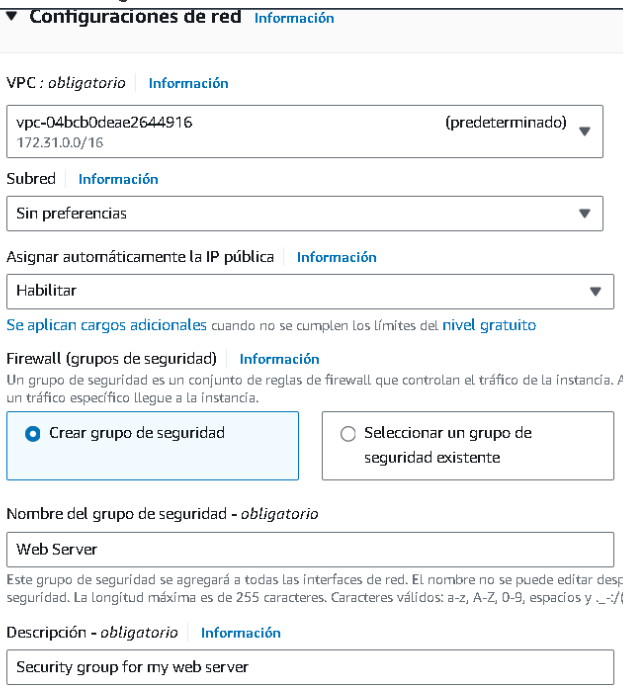 Configuraciones de red Información
VPC : obligatorio Información
vpc-04bcb0deae2644916 (predeterminado)
172.31.0.0/16
Subred Información
Sin preferencias
Asignar automáticamente la IP pública Información
Habilitar
Se aplican cargos adicionales cuando no se cumplen los límites del nivel gratuito
Firewall (grupos de seguridad) Información
Un grupo de seguridad es un conjunto de reglas de firewall que controlan el tráfico de la instancia. A
un tráfico específico llegue a la instancia.
Crear grupo de seguridad
Seleccionar un grupo de
seguridad existente
Nombre del grupo de seguridad - obligatorio
Web Server
Este grupo de seguridad se agregará a todas las interfaces de red. El nombre no se puede editar desp
seguridad. La longitud máxima es de 255 caracteres. Caracteres válidos: a-z, A-Z, 0-9, espacios y ._-:/(
Descripción - obligatorio Información
Security group for my web server